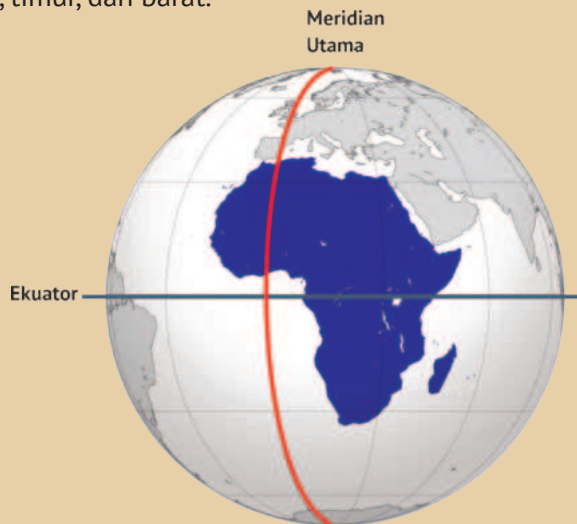 , timur, dan barat.
Meridian
Utama
Ekuator